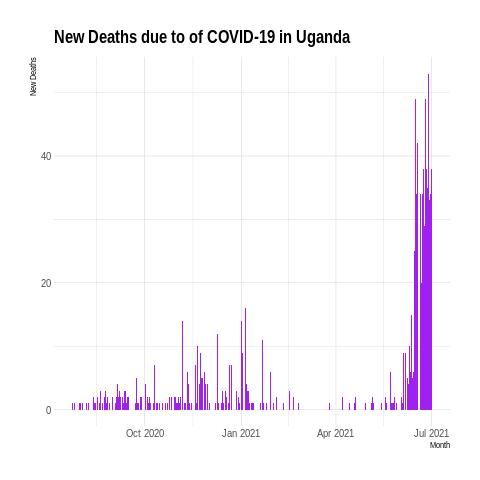 New Deaths due to of COVID-19 in Uganda
New Deaths
40
20
0
Oct 2020 Jan 2021 Apr 2021 Jul 2021
Month